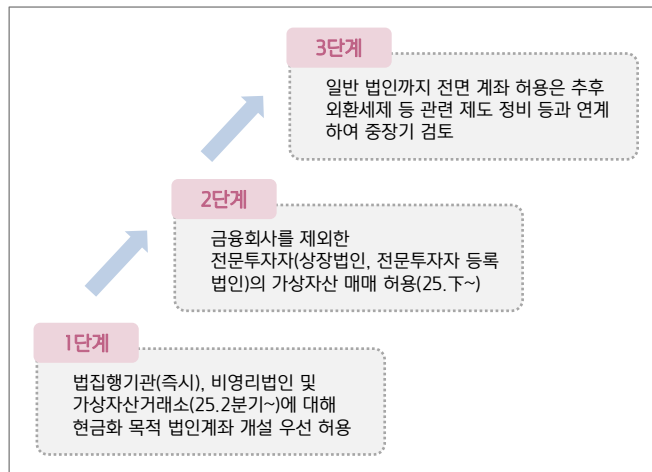 3단계
일반 법인까지 전면 계좌 허용은 추후
외환세제 등 관련 제도 정비 등과 연계
하여 중장기 검토
2단계
금융회사를 제외한
전문투자자(상장법인, 전문투자자 등록
법인)의 가상자산 매매 허용(25.下~)
1단계
법집행기관(즉시), 비영리법인 및
가상자산거래소(25.2분기~)에 대해
현금화 목적 법인계좌 개설 우선 허용